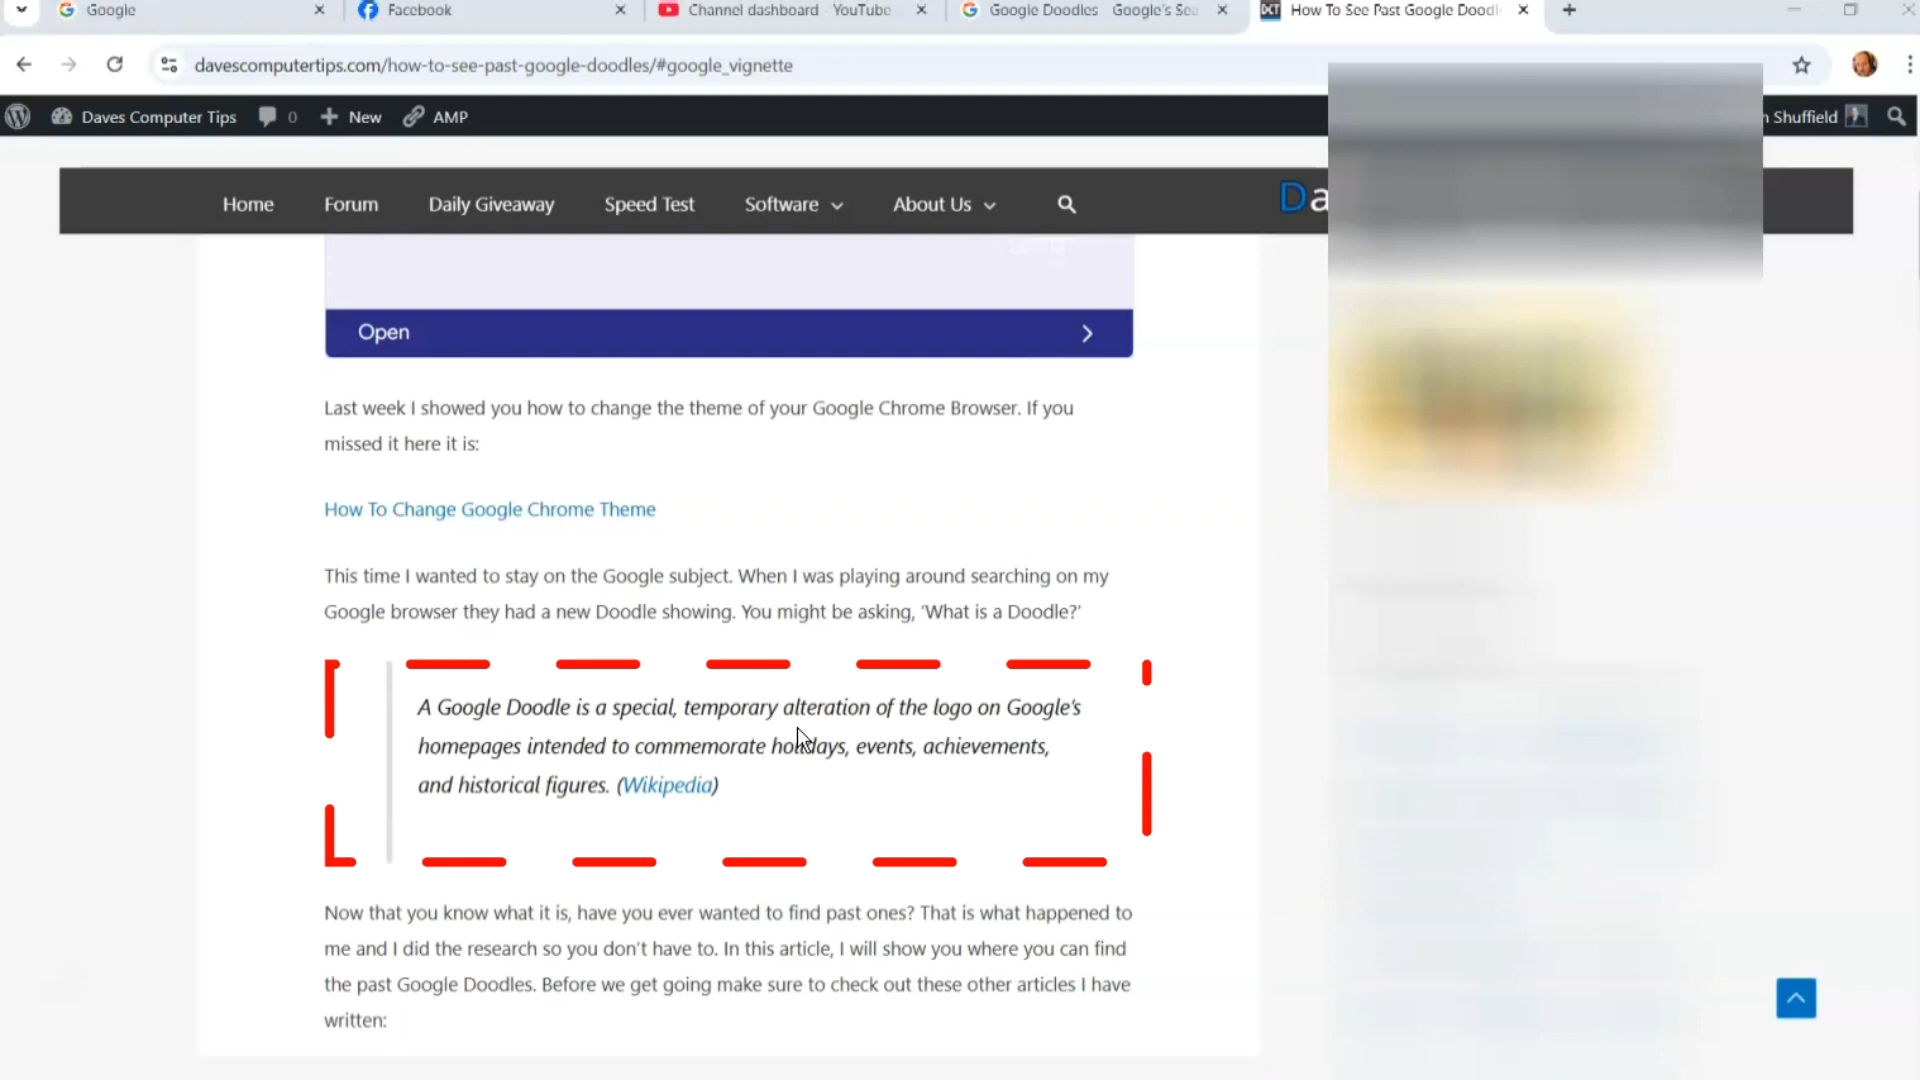 Google
Facebook
Channel dashboard YouTube
Google Doodles Google's Sea
DCT How To See Past Google Doodl
davescomputertips.com/how-to-see-past-google-doodles/#google_vignette
Daves Computer Tips 0 New AMP
Shuffield
Home Forum Daily Giveaway Speed Test Software About Us
Da
Open
Last week I showed you how to change the theme of your Google Chrome Browser. If you
missed it here it is:
How To Change Google Chrome Theme
This time I wanted to stay on the Google subject. When I was playing around searching on my
Google browser they had a new Doodle showing. You might be asking, 'What is a Doodle?'
A Google Doodle is a special, temporary alteration of the logo on Google's
homepages intended to commemorate holidays, events, achievements,
and historical figures. (Wikipedia)
Now that you know what it is, have you ever wanted to find past ones? That is what happened to
me and I did the research so you don't have to. In this article, I will show you where you can find
the past Google Doodles. Before we get going make sure to check out these other articles I have
written: